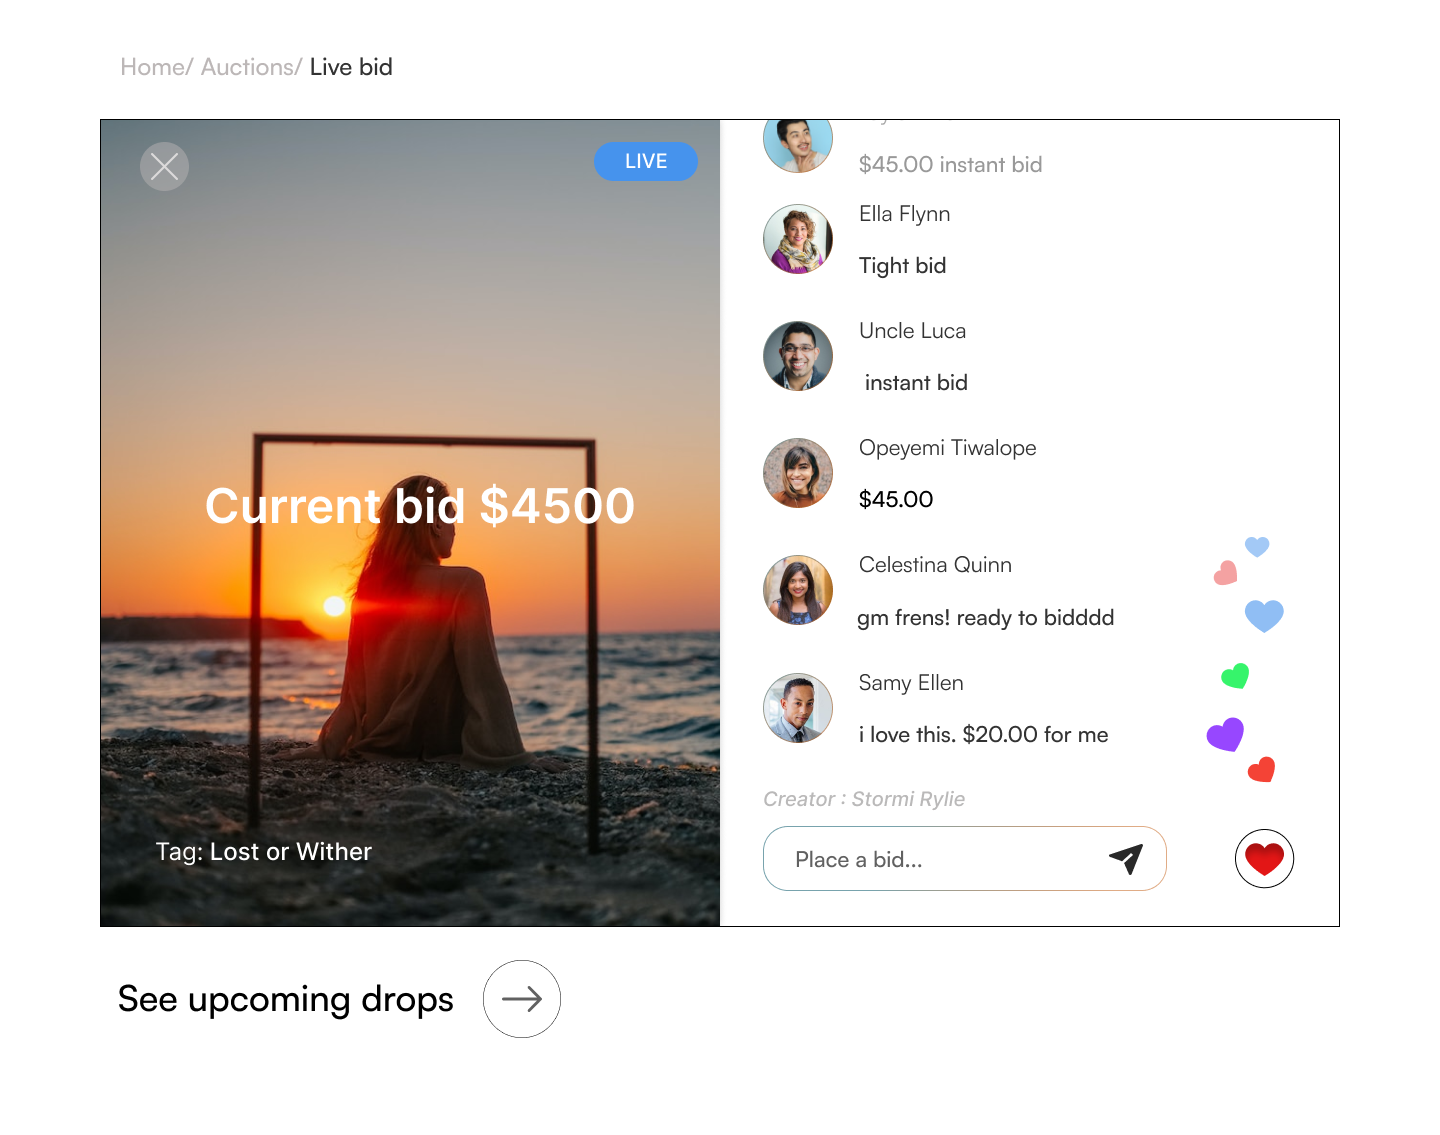 Home/ Auctions/ Live bid
LIVE
Current bid $4500
Tag: Lost or Wither
$45.00 instant bid
Ella Flynn
Tight bid
Uncle Luca
instant bid
Opeyemi Tiwalope
$45.00
Celestina Quinn
gm frens! ready to bidddd
Samy Ellen
i love this. $20.00 for me
Creator : Stormi Rylie
Place a bid...
See upcoming drops